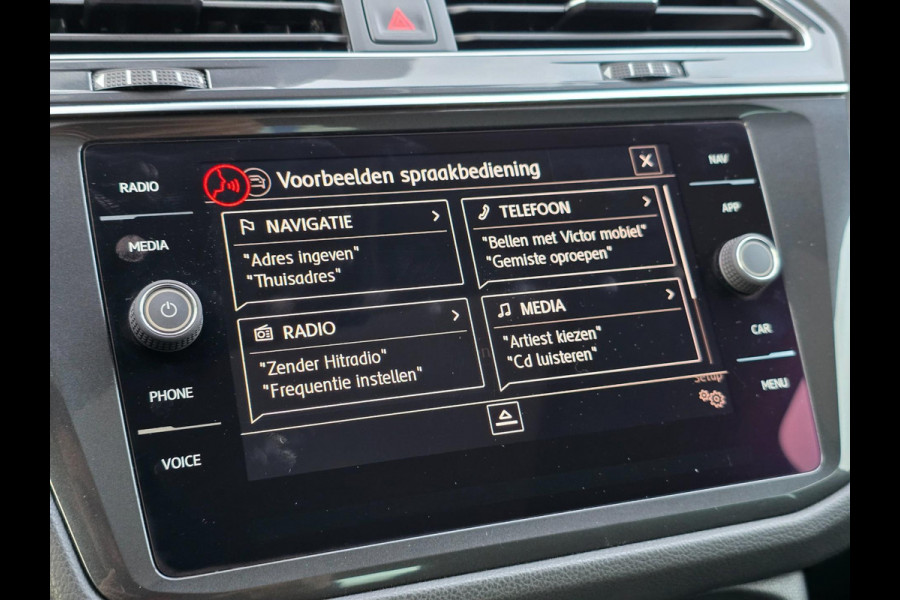 RADIO
MEDIA
PHONE
VOICE
Voorbeelden spraakbediening
X
NAVIGATIE
"Adres ingeven"
"Thuisadres"
TELEFOON
"Bellen met Victor mobiel"
"Gemiste oproepen"
RADIO
"Zender Hitradio"
"Frequentie instellen"
MEDIA
"Artiest kiezen"
"Cd luisteren"
Setup
NAV
APP
CAR
MENU